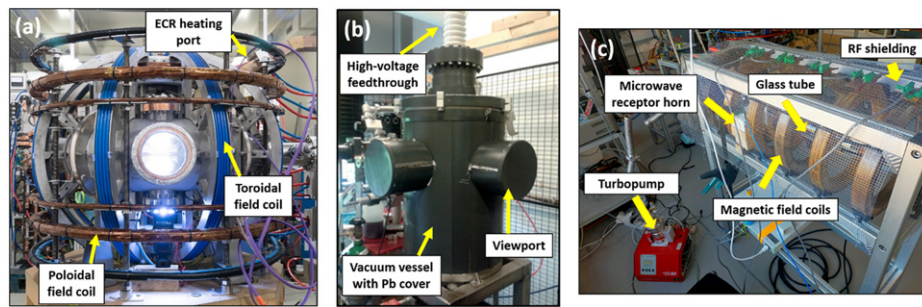 (a)
ECR heating
port
Toroidal
field coil
Poloidal
field coil
(b)
High-voltage
feedthrough
Viewport
Vacuum vessel
with Pb cover
(c)
RF shielding
Glass tube
Microwave
receptor horn
Turbopump
Magnetic field coils